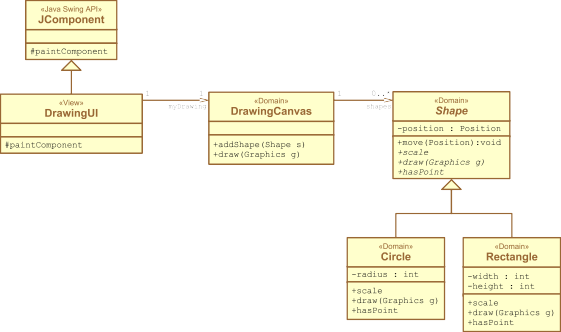 «Java Swing API»
JComponent
#paintComponent
«View»
DrawingUI
#paintComponent
1
1
myDrawing
«Domain»
DrawingCanvas
+addShape(Shape s)
+draw(Graphics g)
1
0..*
shapes
«Domain»
Shape
-position : Position
+move(Position):void
+scale
+draw(Graphics g)
+hasPoint
«Domain»
Circle
-radius : int
+scale
+draw(Graphics g)
+hasPoint
«Domain»
Rectangle
-width : int
-height : int
+scale
+draw(Graphics g)
+hasPoint